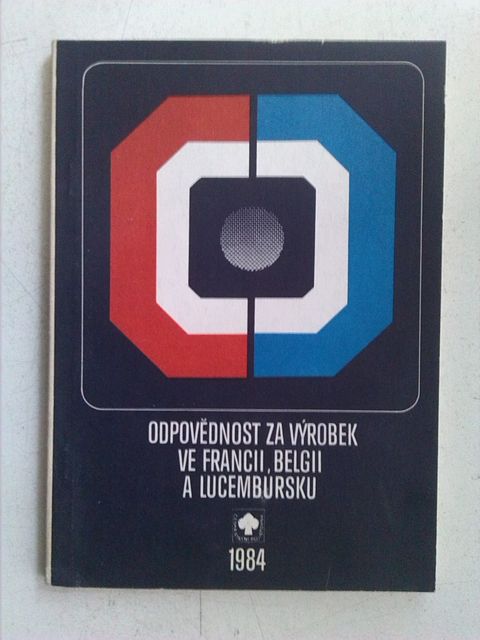 ODPOVĚDNOST ZA VÝROBEK
VE FRANCII, BELGII
A LUCEMBURSKU
1984